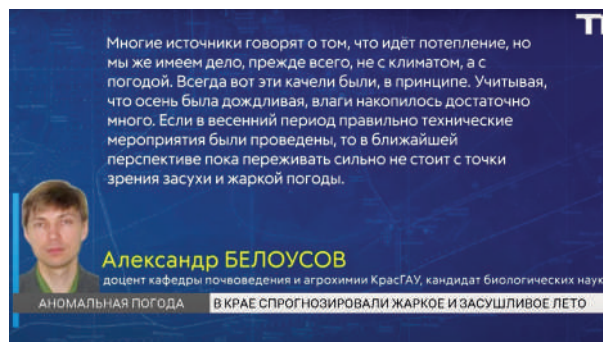 Многие источники говорят о том, что идёт потепление, но
мы же имеем дело, прежде всего, не с климатом, а с
погодой. Всегда вот эти качели были, в принципе. Учитывая,
что осень была дождливая, влаги накопилось достаточно
много. Если в весенний период правильно технические
мероприятия были проведены, то в ближайшей
перспективе пока переживать сильно не стоит с точки
зрения засухи и жаркой погоды.
Александр БЕЛОУСОВ
доцент кафедры почвоведения и агрохимии КрасГАУ, кандидат биологических наук
АНОМАЛЬНАЯ ПОГОДА В КРАЕ СПРОГНОЗИРОВАЛИ ЖАРКОЕ И ЗАСУШЛИВОЕ ЛЕТО